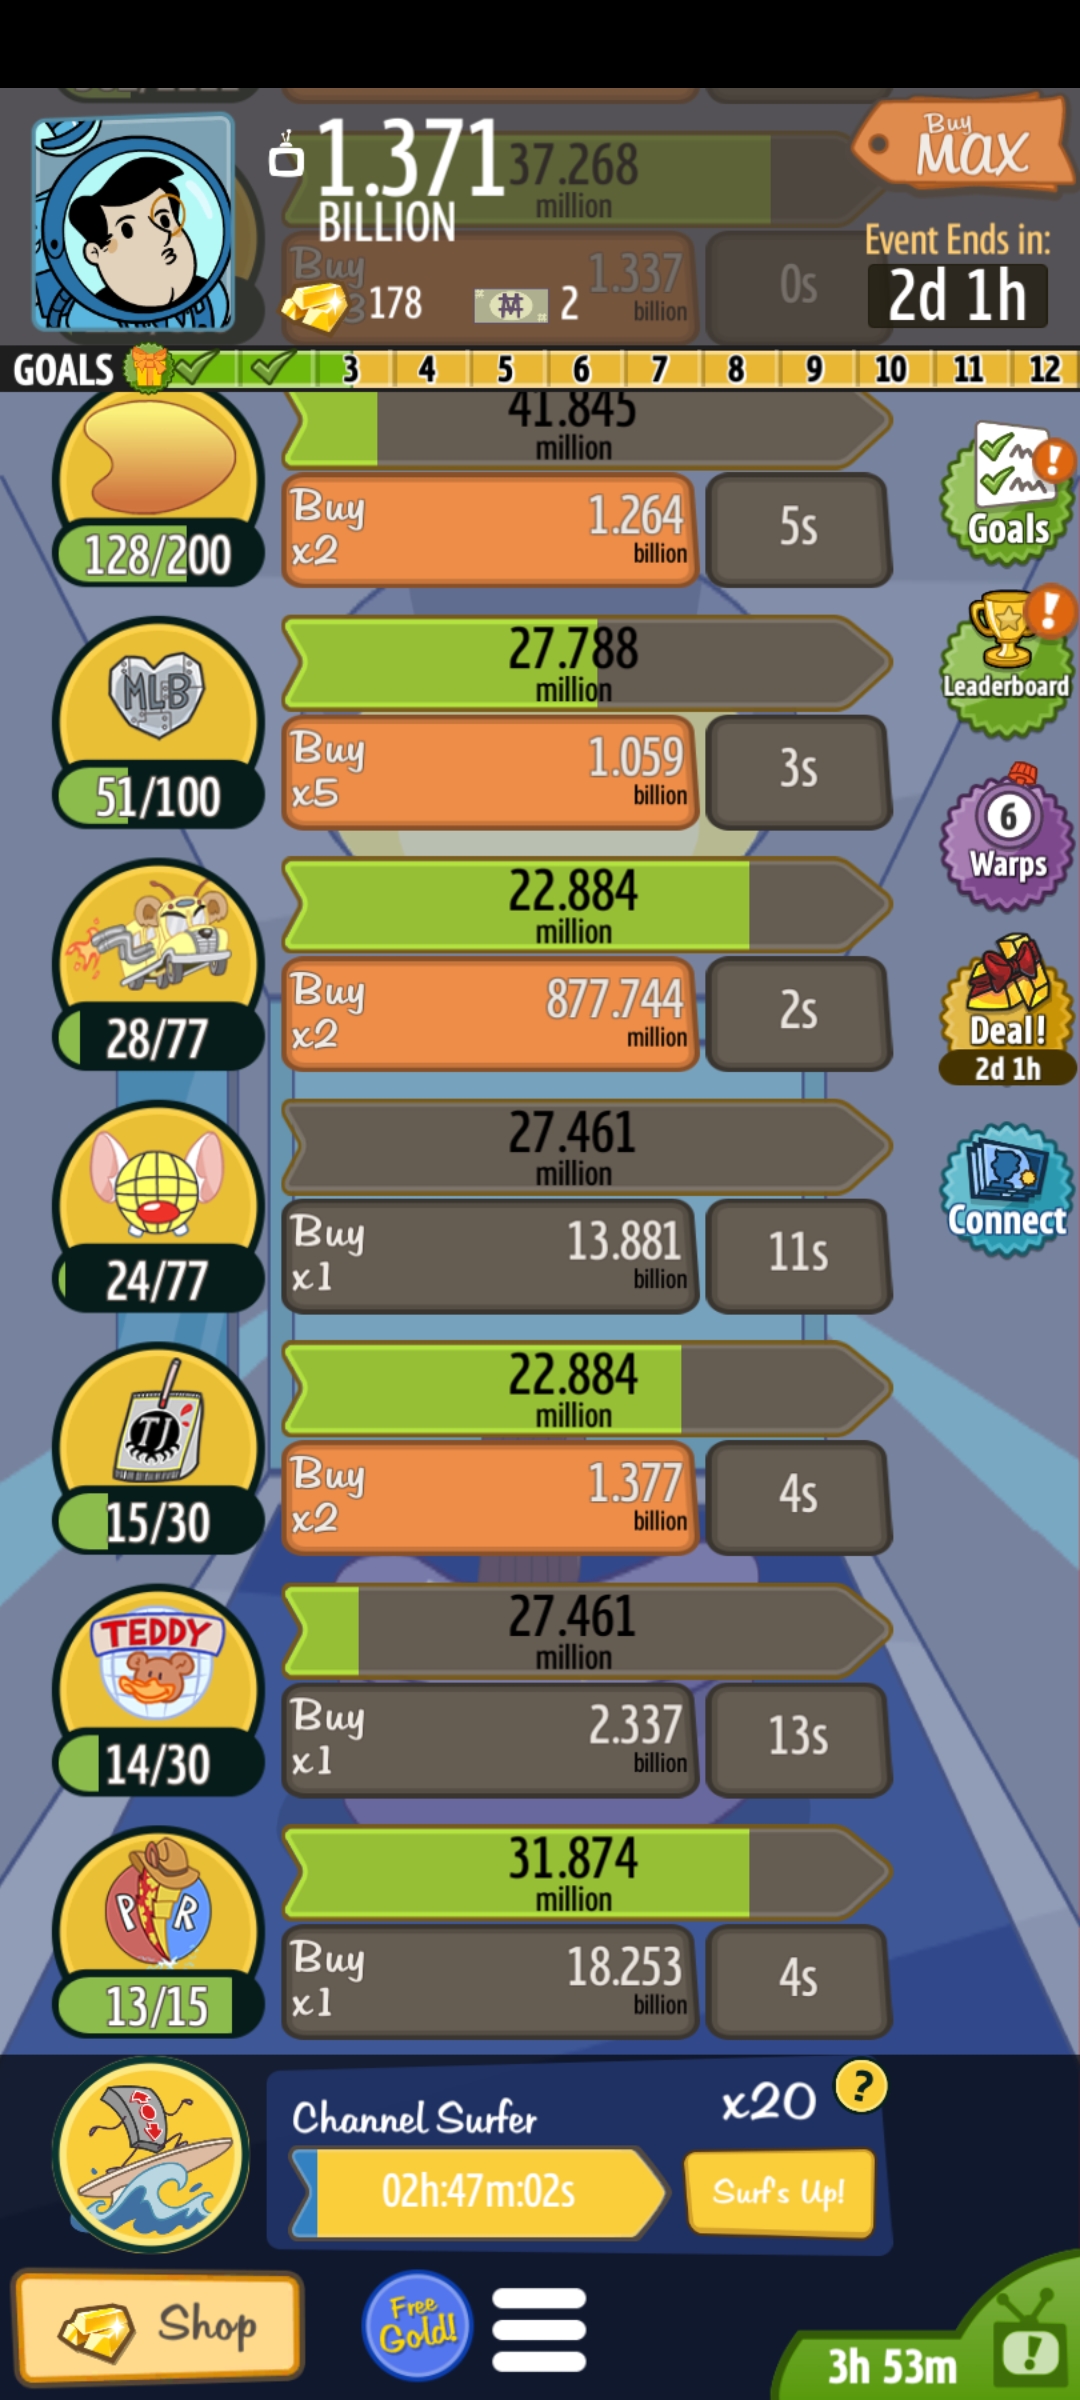 Buy
MAX
1.371
BILLION
37.268
million
Event Ends in:
2d 1h
Buy
1.337
billion
0s
178
2
GOALS 3 4 5 6 7 8 9 10 11 12
41.845
million
128/200
Buy
x2
1.264
billion
5s
Goals
MLB
51/100
27.788
million
Buy
x5
1.059
billion
3s
Leaderboard
6
Warps
28/77
22.884
million
Buy
x2
877.744
million
2s
Deal!
2d 1h
24/77
27.461
million
Buy
x1
13.881
billion
11s
Connect
TJ
15/30
22.884
million
Buy
x2
1.377
billion
4s
TEDDY
14/30
27.461
million
Buy
x1
2.337
billion
13s
P R
13/15
31.874
million
Buy
x1
18.253
billion
4s
Channel Surfer
x20
?
02h:47m:02s
Surf's Up!
Shop
Free
Gold!
3h 53m